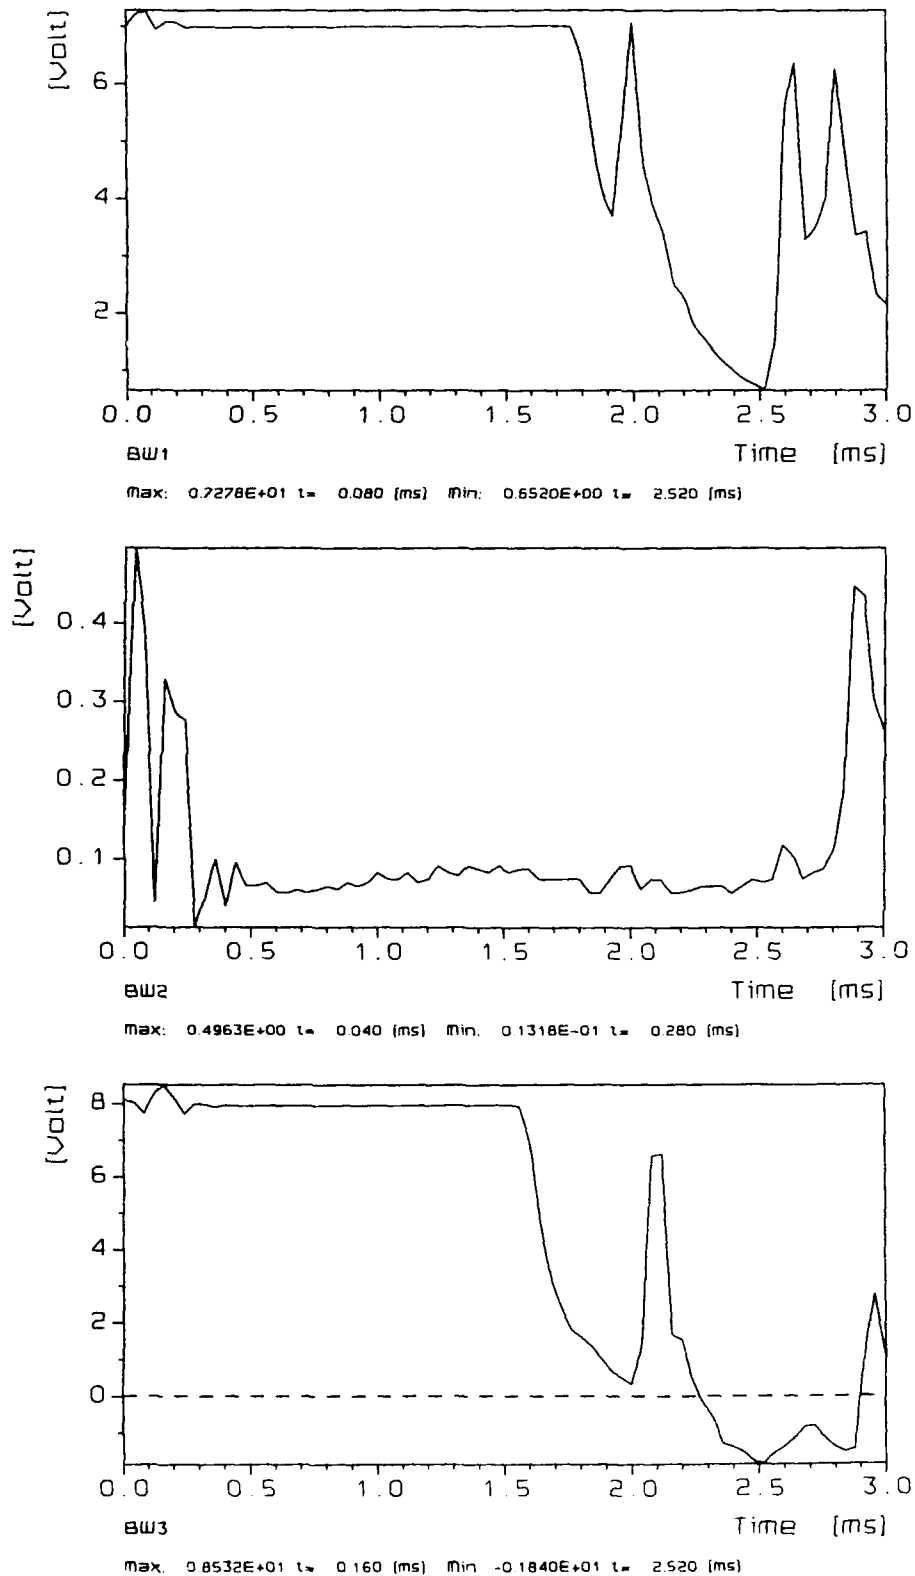 [Volt]
6
4
2
0.0 0.5 1.0 1.5 2.0 2.5 3.0
BW1 Time [ms]
Max: 0.7278E+01 t= 0.080 [ms] Min: 0.6520E+00 t= 2.520 [ms]
[Volt]
0.4
0.3
0.2
0.1
0.0 0.5 1.0 1.5 2.0 2.5 3.0
BW2 Time [ms]
Max: 0.4963E+00 t= 0.040 [ms] Min: 0.1318E-01 t= 0.280 [ms]
[Volt]
8
6
4
2
0
0.0 0.5 1.0 1.5 2.0 2.5 3.0
BW3 Time [ms]
Max. 0.8532E+01 t= 0.160 [ms] Min -0.1840E+01 t= 2.520 [ms]